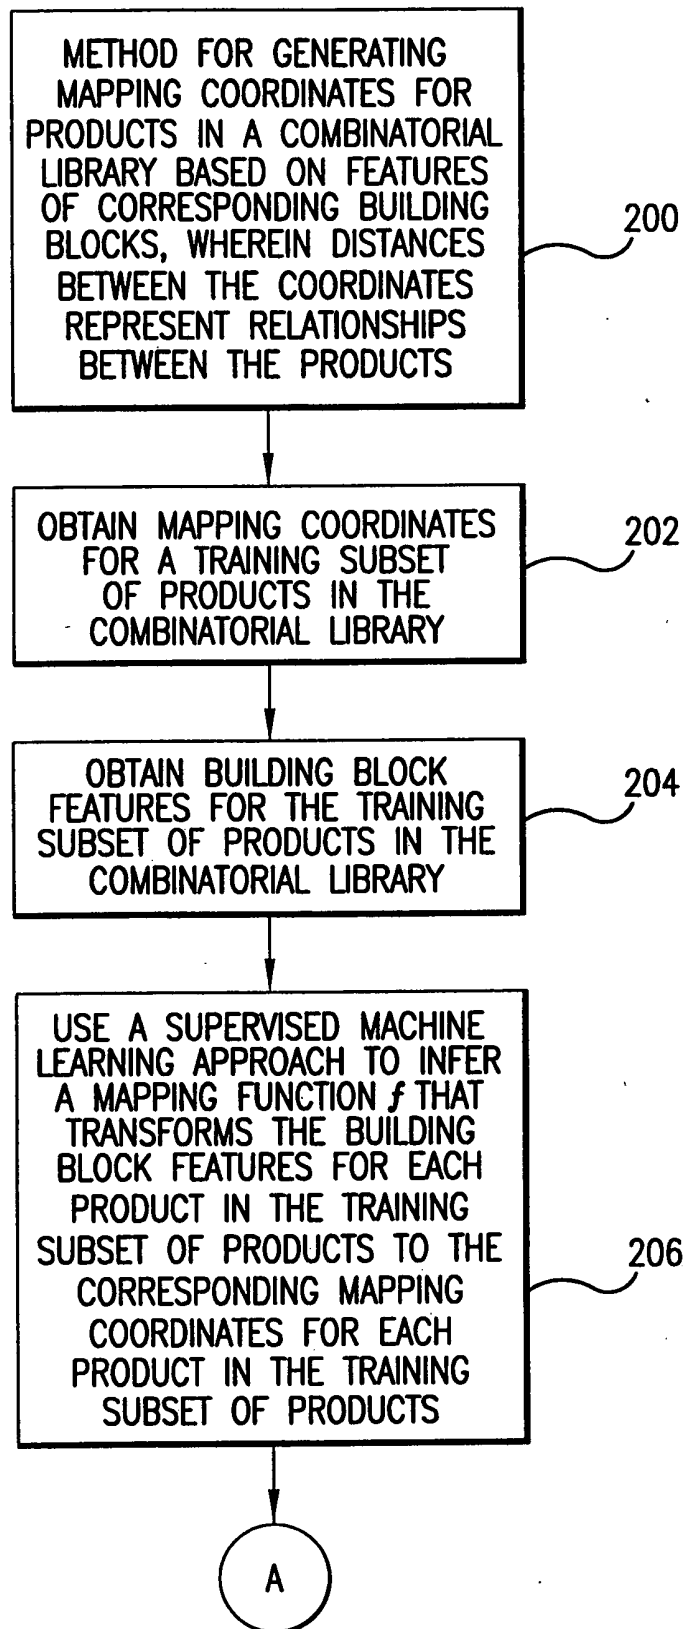 METHOD FOR GENERATING
MAPPING COORDINATES FOR
PRODUCTS IN A COMBINATORIAL
LIBRARY BASED ON FEATURES
OF CORRESPONDING BUILDING
BLOCKS, WHEREIN DISTANCES
BETWEEN THE COORDINATES
REPRESENT RELATIONSHIPS
BETWEEN THE PRODUCTS
200
OBTAIN MAPPING COORDINATES
FOR A TRAINING SUBSET
OF PRODUCTS IN THE
COMBINATORIAL LIBRARY
202
OBTAIN BUILDING BLOCK
FEATURES FOR THE TRAINING
SUBSET OF PRODUCTS IN THE
COMBINATORIAL LIBRARY
204
USE A SUPERVISED MACHINE
LEARNING APPROACH TO INFER
A MAPPING FUNCTION f THAT
TRANSFORMS THE BUILDING
BLOCK FEATURES FOR EACH
PRODUCT IN THE TRAINING
SUBSET OF PRODUCTS TO THE
CORRESPONDING MAPPING
COORDINATES FOR EACH
PRODUCT IN THE TRAINING
SUBSET OF PRODUCTS
206
A